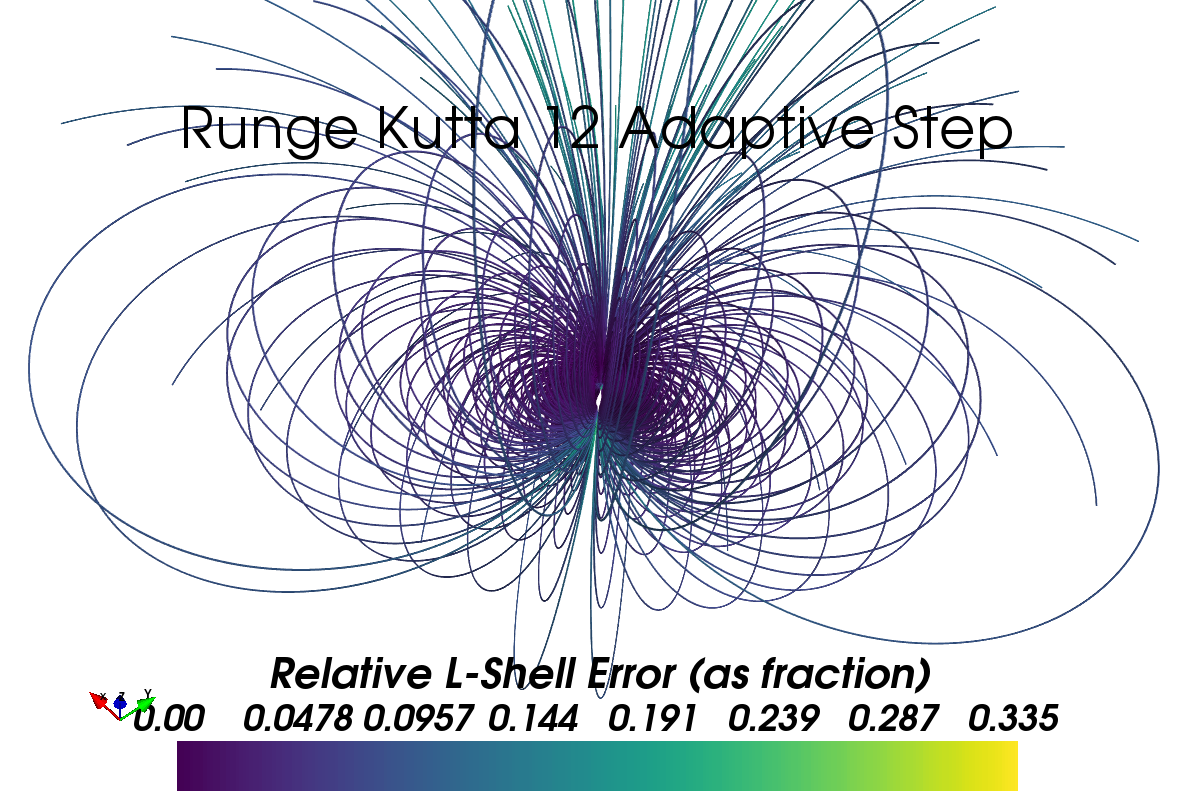 Runge Kutta 12 Adaptive Step
Relative L-Shell Error (as fraction)
X Z Y
0.00 0.0478 0.0957 0.144 0.191 0.239 0.287 0.335